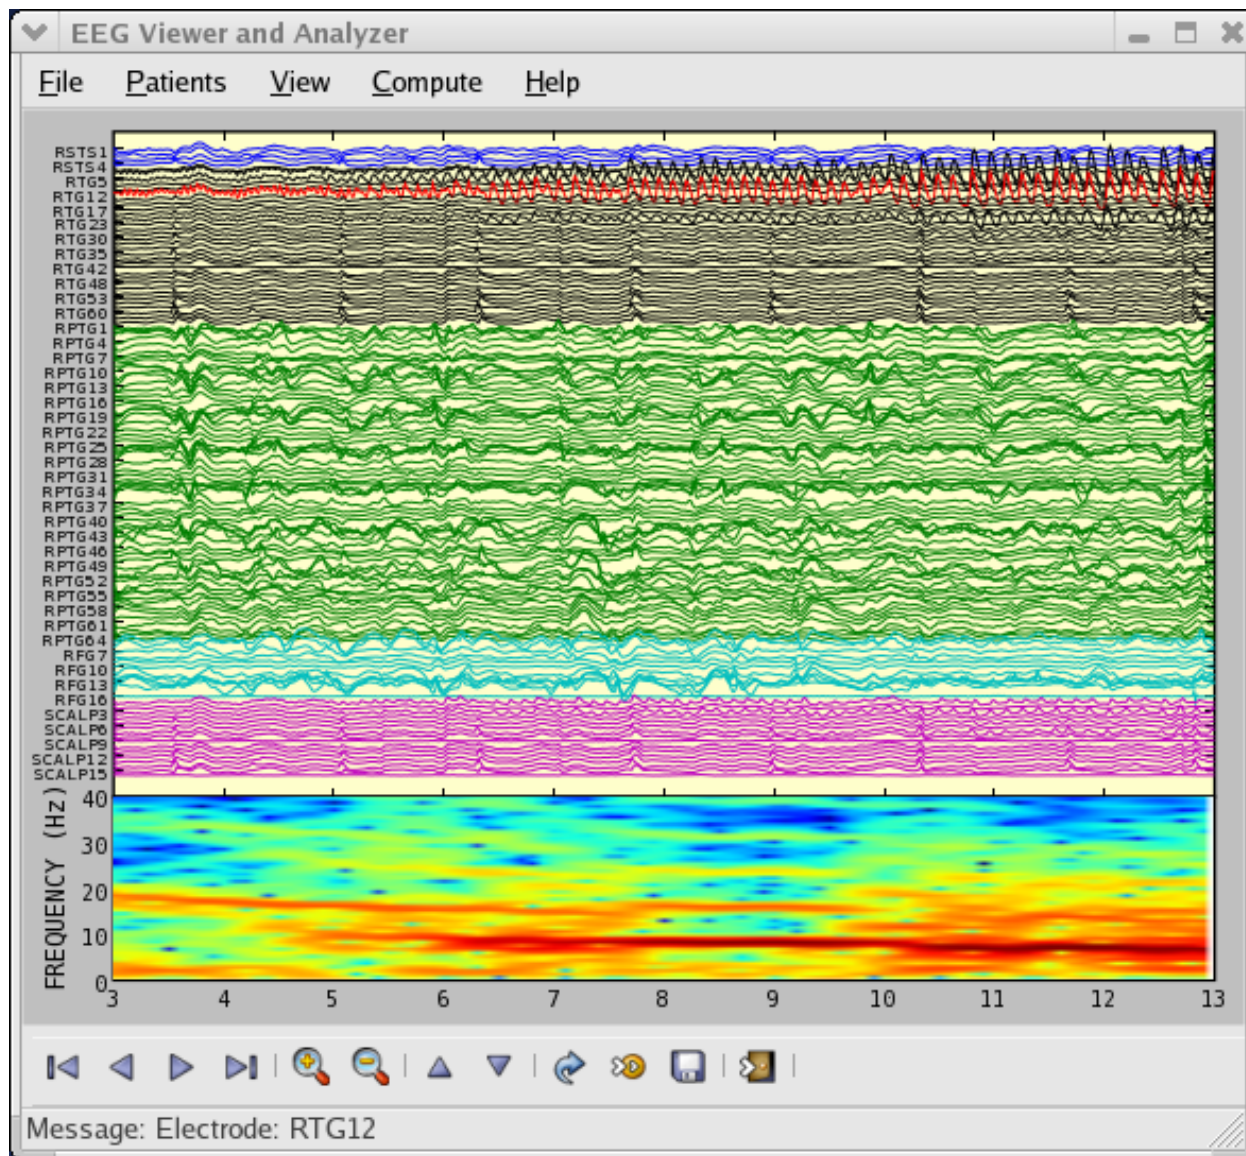 EEG Viewer and Analyzer
File Patients View Compute Help
RSTS1
RSTS4
RTG5
RTG12
RTG17
RTG23
RTG30
RTG35
RTG42
RTG48
RTG53
RTG60
RPTG1
RPTG4
RPTG7
RPTG10
RPTG13
RPTG16
RPTG19
RPTG22
RPTG25
RPTG28
RPTG31
RPTG34
RPTG37
RPTG40
RPTG43
RPTG46
RPTG49
RPTG52
RPTG55
RPTG58
RPTG61
RPTG64
RFG7
RFG10
RFG13
RFG16
SCALP3
SCALP6
SCALP9
SCALP12
SCALP15
FREQUENCY (Hz)
40
30
20
10
0
3 4 5 6 7 8 9 10 11 12 13
Message: Electrode: RTG12